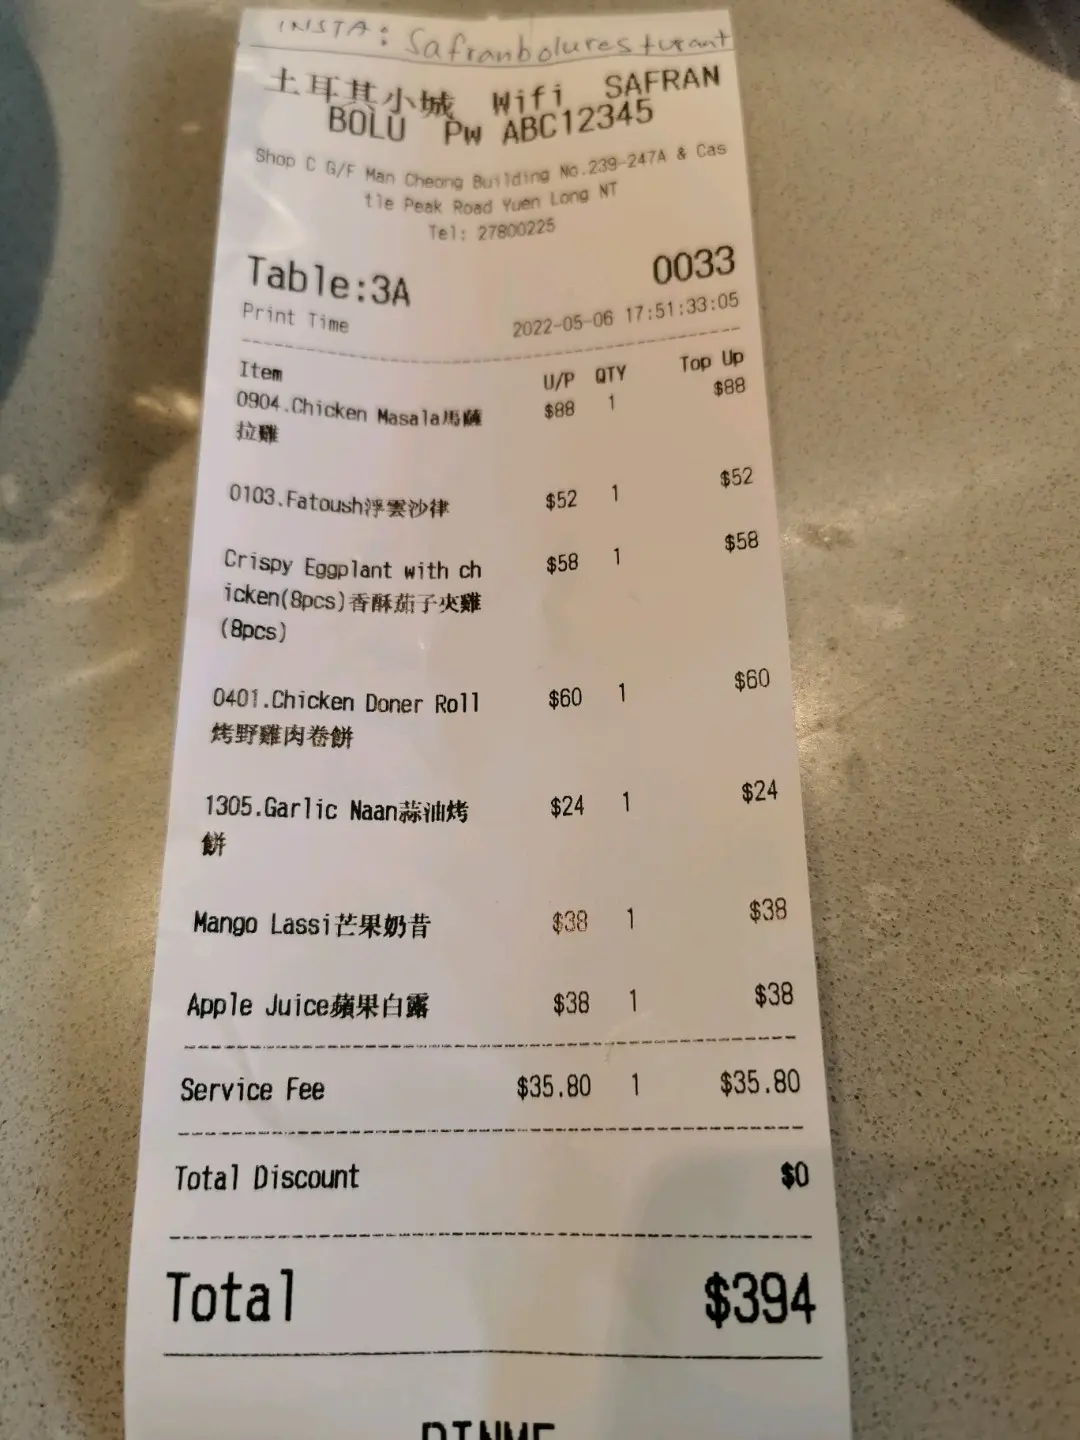 INSTA: Safranboluresturant
土耳其小城 Wifi SAFRAN
BOLU Pw ABC12345
Shop C G/F Man Cheong Building No.239-247A & Cas
tle Peak Road Yuen Long NT
Tel: 27800225
Table:3A 0033
Print Time 2022-05-06 17:51:33:05
Item U/P QTY Top Up
0904.Chicken Masala馬薩 $88 1 $88
拉雞
0103.Fatoush浮雲沙律 $52 1 $52
Crispy Eggplant with ch $58 1 $58
icken(8pcs)香酥茄子夾雞
(8pcs)
0401.Chicken Doner Roll $60 1 $60
烤野雞肉卷餅
1305.Garlic Naan蒜油烤 $24 1 $24
餅
Mango Lassi芒果奶昔 $38 1 $38
Apple Juice蘋果白露 $38 1 $38
Service Fee $35.80 1 $35.80
Total Discount $0
Total $394